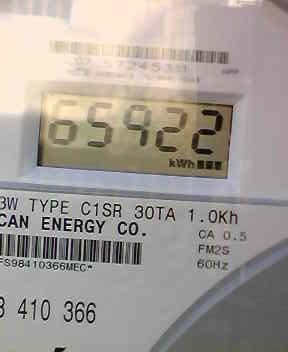 65922
kWh
3W TYPE C1SR 30TA 1.0Kh
CAN ENERGY CO.
CA 0.5
FM2S
FS98410366MEC*
60Hz
3 410 366